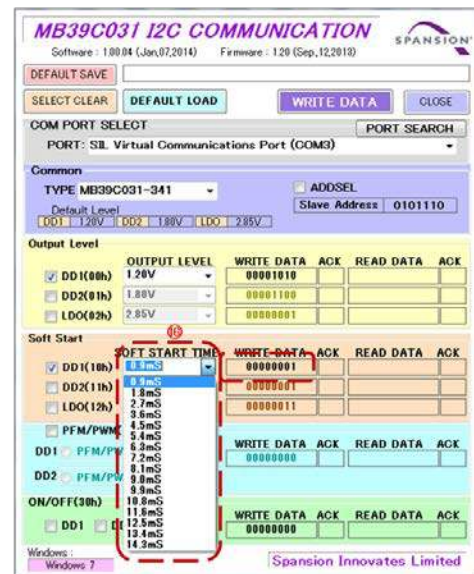 MB39C031 I2C COMMUNICATION
SPANSION
Software : 1.00.04 (Jan,07,2014) Firmware : 1.20 (Sep,12,2013)
DEFAULT SAVE
SELECT CLEAR DEFAULT LOAD WRITE DATA CLOSE
COM PORT SELECT PORT SEARCH
PORT: SIL Virtual Communications Port (COM3)
Common
TYPE MB39C031-341 ADDSEL
Default Level Slave Address 0101110
DD1 1.20V DD2 1.80V LDO 2.85V
Output Level
OUTPUT LEVEL WRITE DATA ACK READ DATA ACK
DD1(00h) 1.20V 00001010
DD2(01h) 1.80V 00001100
LDO(02h) 2.85V 00000001
Soft Start
⑯
SOFT START TIME WRITE DATA ACK READ DATA ACK
DD1(10h) 0.9mS 00000001
DD2(11h) 00000001
LDO(12h) 00000011
0.9mS
1.8mS
2.7mS
3.6mS
4.5mS
5.4mS
6.3mS
7.2mS
8.1mS
9.0mS
9.9mS
10.8mS
11.6mS
12.5mS
13.4mS
14.3mS
PFM/PWM(
WRITE DATA ACK READ DATA ACK
DD1 PFM/PW 00000000
DD2 PFM/PW
ON/OFF(30h) WRITE DATA ACK READ DATA ACK
DD1 00000000
Windows :
Windows 7 Spansion Innovates Limited